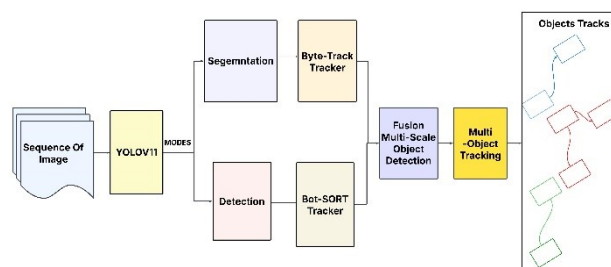 Objects Tracks
Segemntation
Byte-Track
Tracker
Sequence Of
Image
YOLOV11
MODES
Fusion
Multi-Scale
Object
Detection
Multi
-Object
Tracking
Detection
Bot-SORT
Tracker